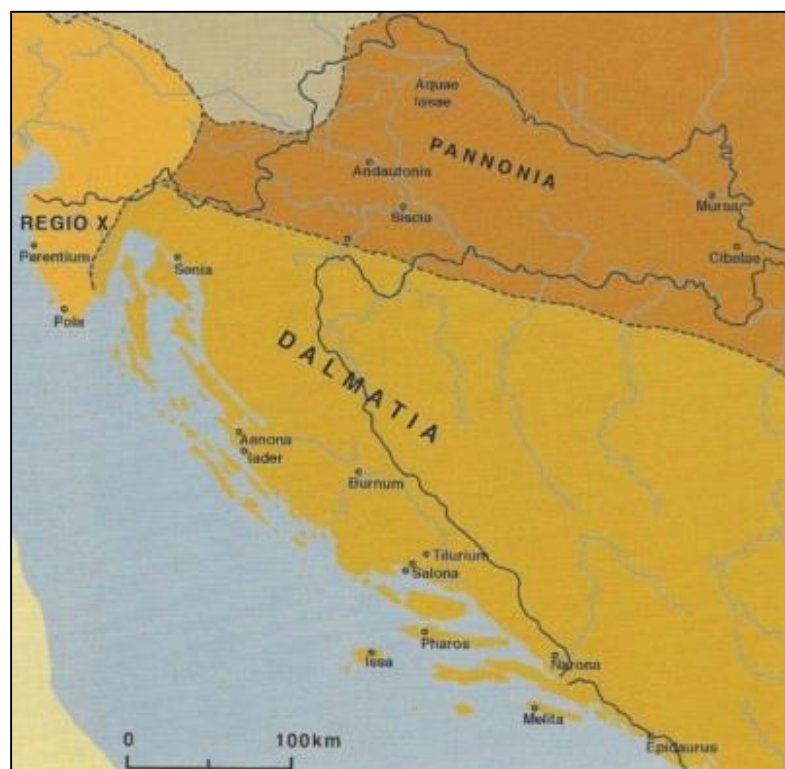 Aquae
Iasae
PANNONIA
Andautonia
Mursa
Siscia
REGIO X
Parentium
Senia
Cibalae
Pola
DALMATIA
Aenona
Iader
Burnum
Tilurium
Salona
Pharos
Issa
Narona
Melita
Epidaurus
0 100km